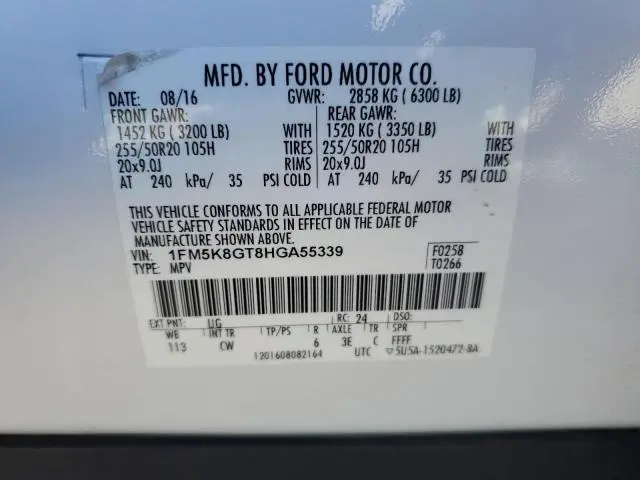 MFD. BY FORD MOTOR CO.
DATE: 08/16 GVWR: 2858 KG ( 6300 LB)
FRONT GAWR: REAR GAWR:
1452 KG ( 3200 LB) WITH 1520 KG ( 3350 LB) WITH
255/50R20 105H TIRES 255/50R20 105H TIRES
20x9.0J RIMS 20x9.0J RIMS
AT 240 kPa/ 35 PSI COLD AT 240 kPa/ 35 PSI COLD
THIS VEHICLE CONFORMS TO ALL APPLICABLE FEDERAL MOTOR
VEHICLE SAFETY STANDARDS IN EFFECT ON THE DATE OF
MANUFACTURE SHOWN ABOVE.
VIN: 1FM5K8GT8HGA55339 F0258
TYPE: MPV T0266
EXT PNT: UG RC: 24 DSO:
WB INT TR TP/PS R AXLE TR SPR
113 CW 6 3E C FFFF
1201608082164 UTC ▽5U5A-1520472-BA